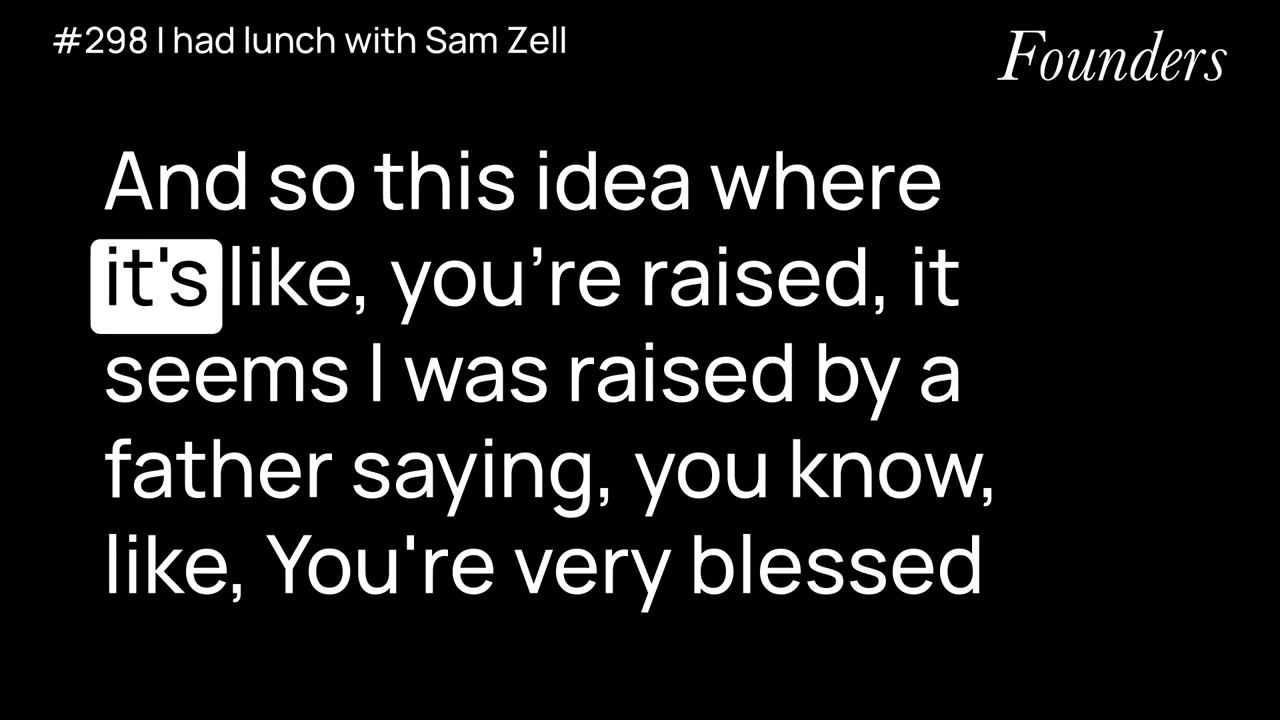 #298 I had lunch with Sam Zell
Founders
And so this idea where
it's like, you’re raised, it
seems I was raised by a
father saying, you know,
like, You're very blessed